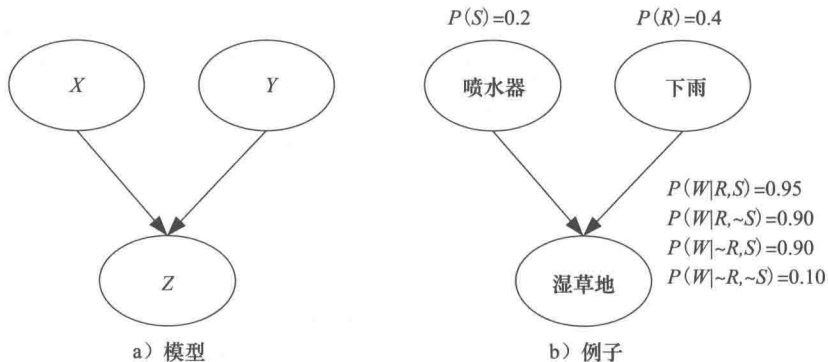 P(S)=0.2
P(R)=0.4
X
Y
喷水器
下雨
P(W|R,S)=0.95
P(W|R,~S)=0.90
P(W|~R,S)=0.90
P(W|~R,~S)=0.10
Z
湿草地
a）模型
b）例子